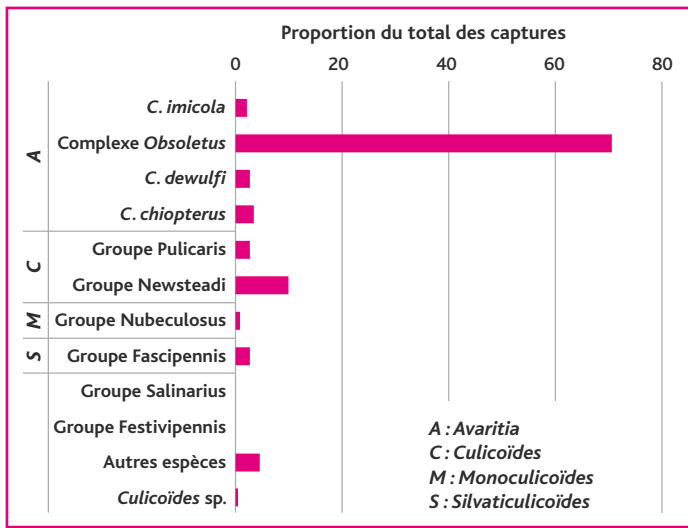 Proportion du total des captures
0 20 40 60 80
A
C. imicola
Complexe Obsoletus
C. dewulfi
C. chiopterus
C
Groupe Pulicaris
Groupe Newsteadi
M
Groupe Nubeculosus
S
Groupe Fascipennis
Groupe Salinarius
Groupe Festivipennis
Autres espèces
Culicoïdes sp.
A : Avaritia
C : Culicoïdes
M : Monoculicoïdes
S : Silvaticulicoïdes